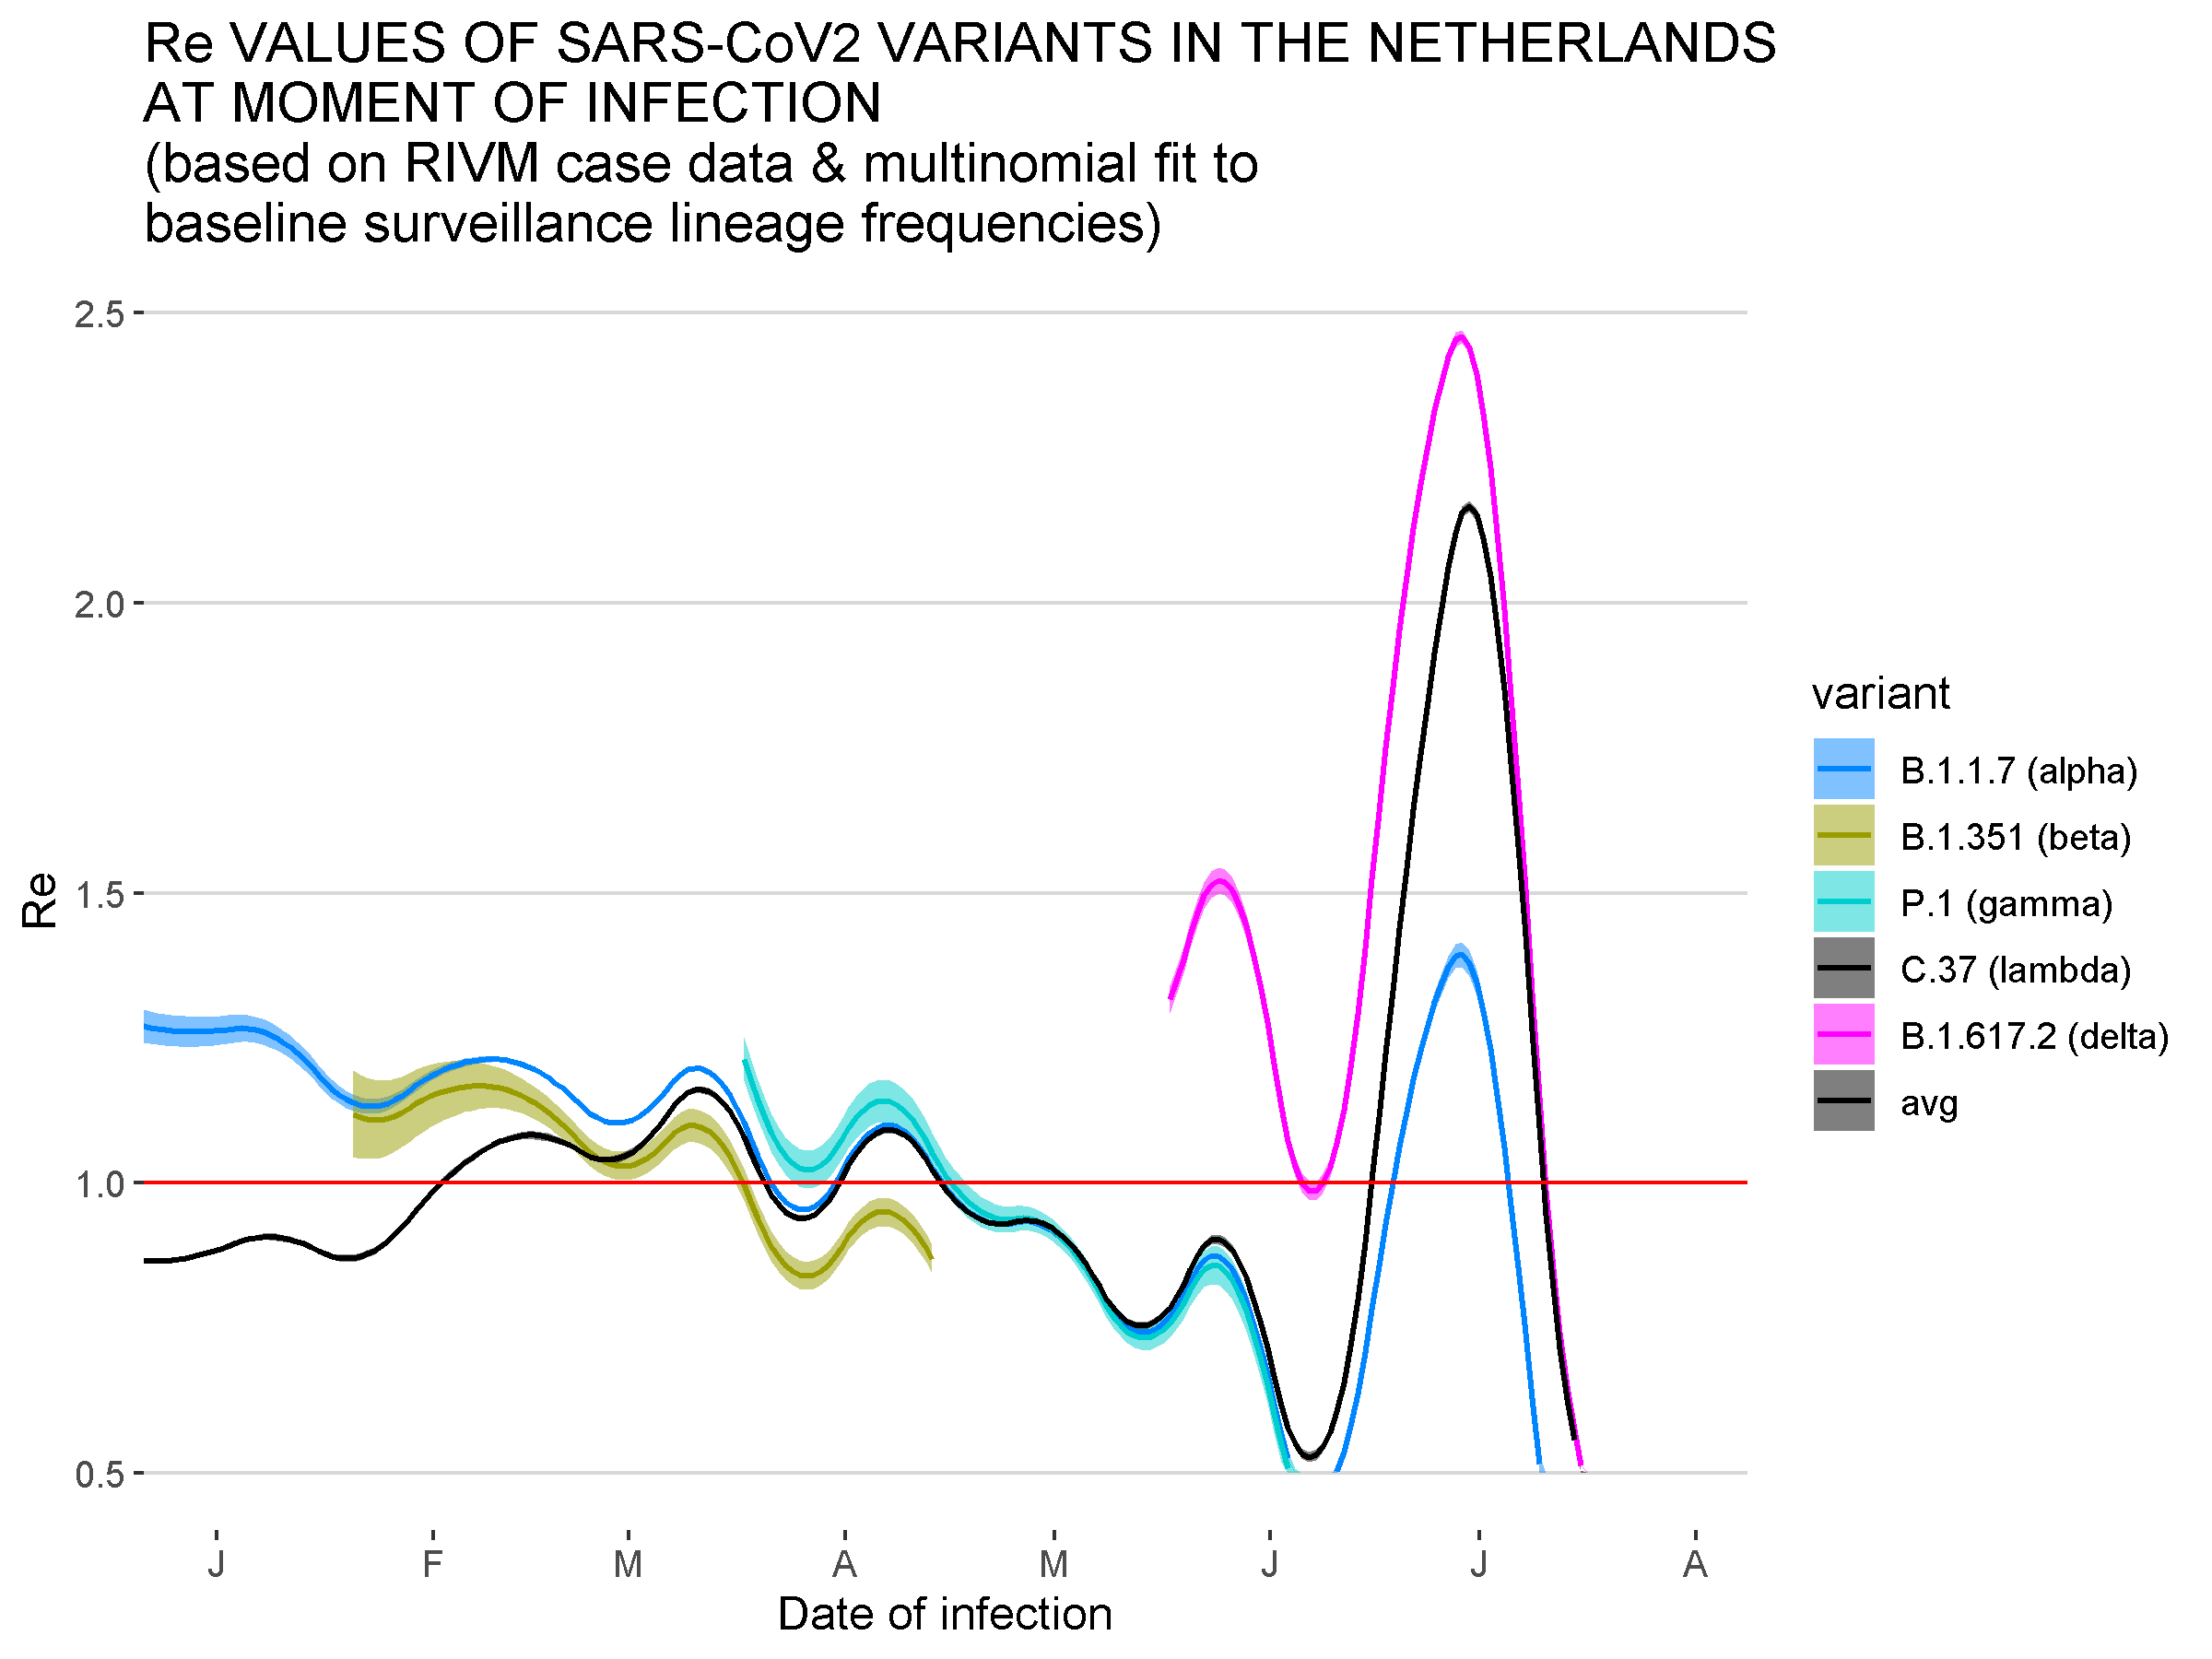 Re VALUES OF SARS-CoV2 VARIANTS IN THE NETHERLANDS
AT MOMENT OF INFECTION
(based on RIVM case data & multinomial fit to
baseline surveillance lineage frequencies)
2.5
2.0
1.5
1.0
0.5
Re
J F M A M J J A
Date of infection
variant
B.1.1.7 (alpha)
B.1.351 (beta)
P.1 (gamma)
C.37 (lambda)
B.1.617.2 (delta)
avg